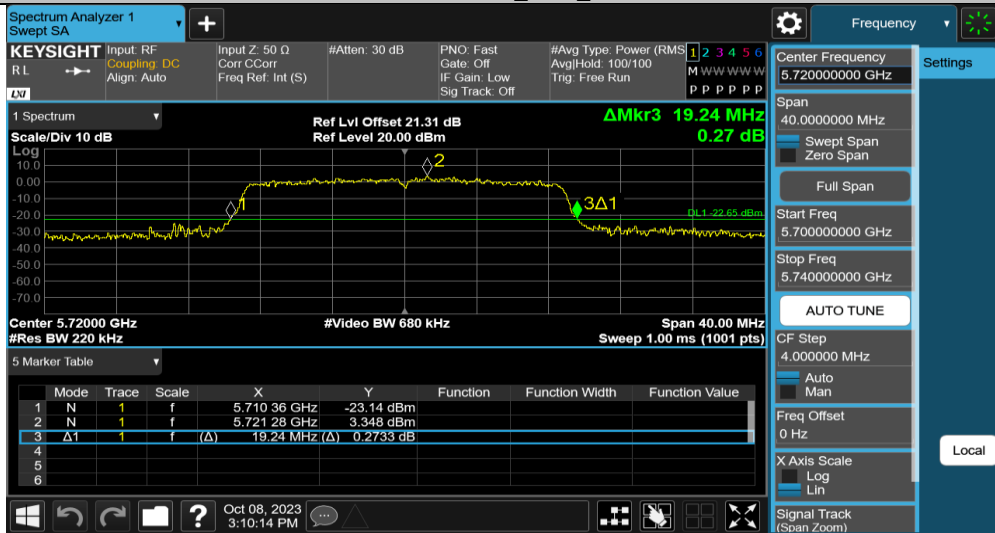 Spectrum Analyzer 1
Swept SA
+
Frequency
KEYSIGHT
R L
LXI
Input: RF
Coupling: DC
Align: Auto
Input Z: 50 Ω
Corr CCorr
Freq Ref: Int (S)
#Atten: 30 dB
PNO: Fast
Gate: Off
IF Gain: Low
Sig Track: Off
#Avg Type: Power (RMS
Avg|Hold: 100/100
Trig: Free Run
1 2 3 4 5 6
M W W W W W
P P P P P P
Center Frequency
5.720000000 GHz
Settings
Span
40.0000000 MHz
Swept Span
Zero Span
Full Span
Start Freq
5.700000000 GHz
Stop Freq
5.740000000 GHz
AUTO TUNE
CF Step
4.000000 MHz
Auto
Man
Freq Offset
0 Hz
X Axis Scale
Log
Lin
Signal Track
(Span Zoom)
Local
1 Spectrum
Scale/Div 10 dB
Log
Ref Lvl Offset 21.31 dB
Ref Level 20.00 dBm
ΔMkr3 19.24 MHz
0.27 dB
10.0
0.00
-10.0
-20.0
-30.0
-40.0
-50.0
-60.0
-70.0
1
2
3Δ1
DL1 -22.65 dBm
Center 5.72000 GHz
#Video BW 680 kHz
Span 40.00 MHz
#Res BW 220 kHz
Sweep 1.00 ms (1001 pts)
5 Marker Table
Mode Trace Scale X Y Function Function Width Function Value
1 N 1 f 5.710 36 GHz -23.14 dBm
2 N 1 f 5.721 28 GHz 3.348 dBm
3 Δ1 1 f (Δ) 19.24 MHz (Δ) 0.2733 dB
4
5
6
?
Oct 08, 2023
3:10:14 PM